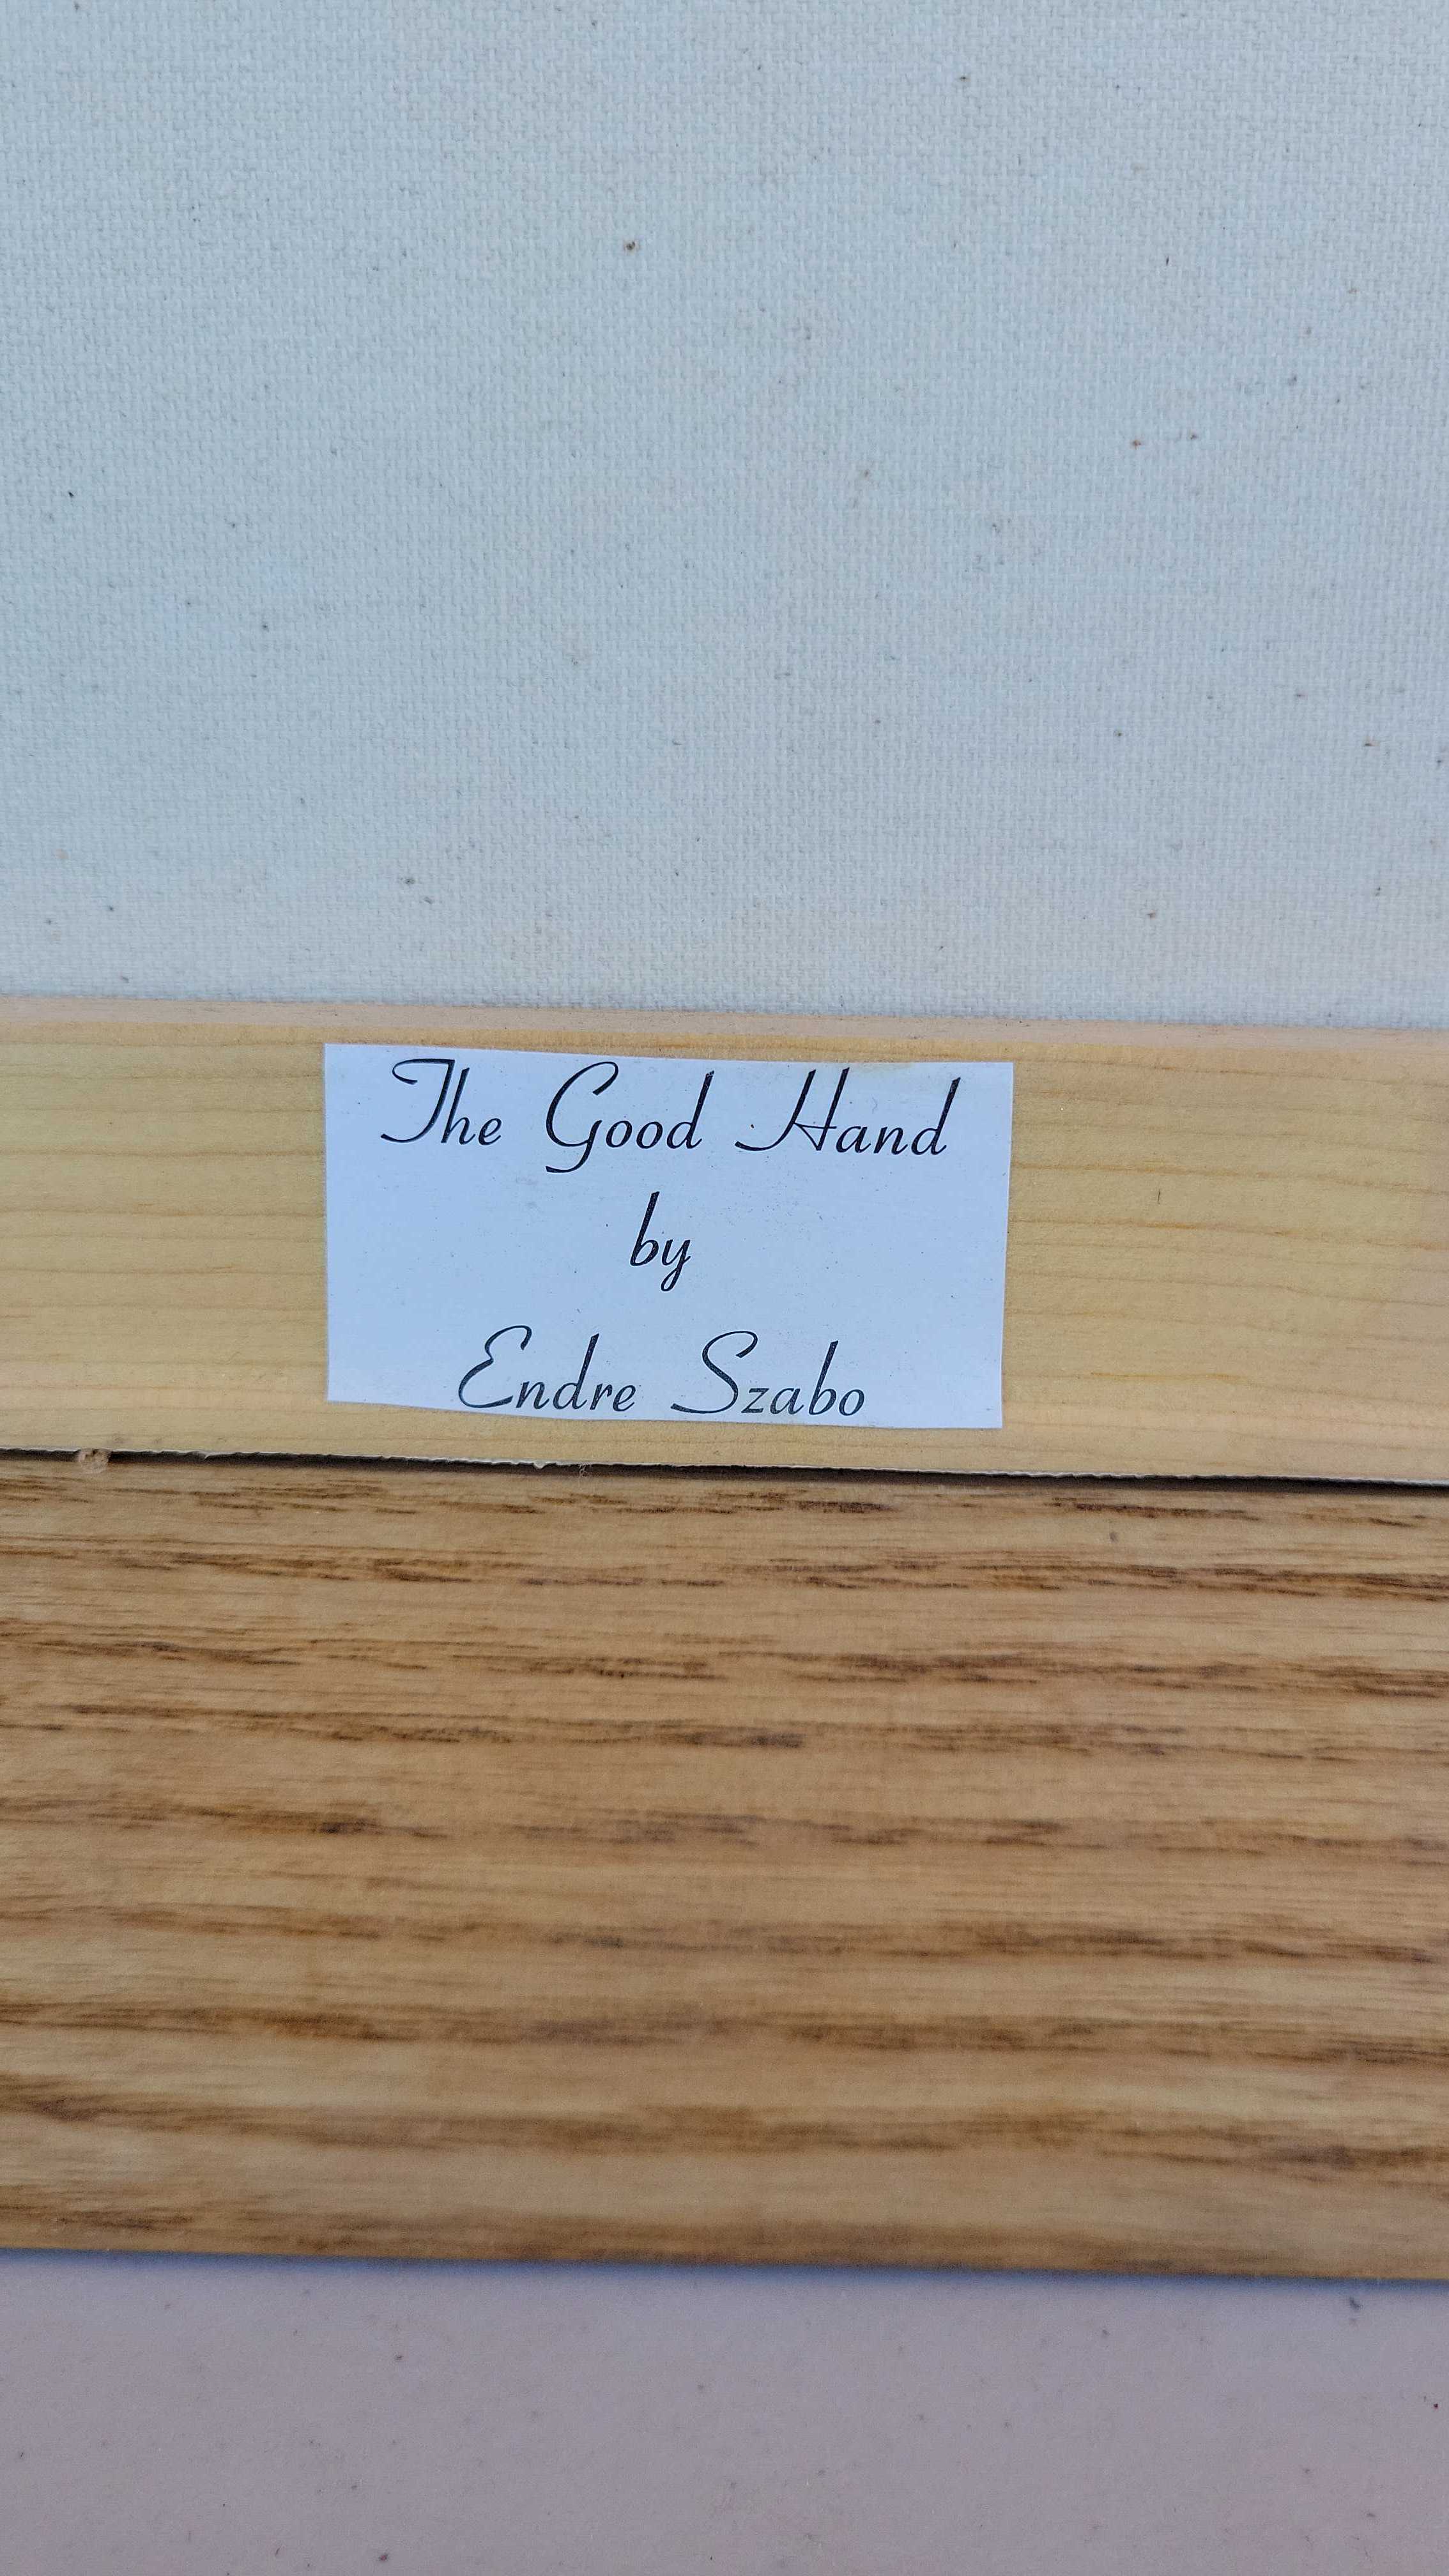 The Good Hand
by
Endre Szabo